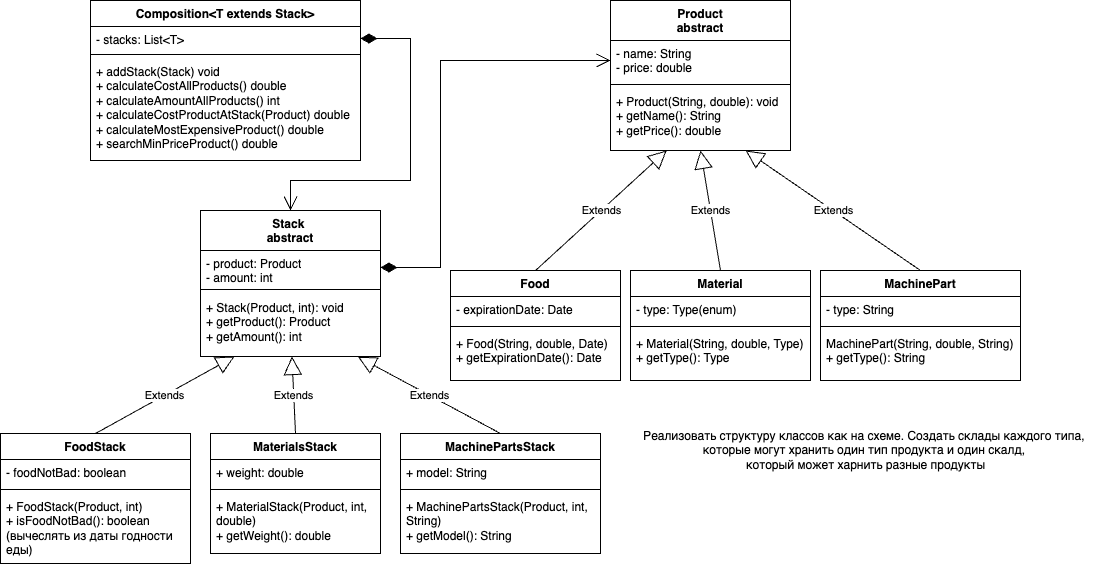 Composition<T extends Stack>
- stacks: List<T>
+ addStack(Stack) void
+ calculateCostAllProducts() double
+ calculateAmountAllProducts() int
+ calculateCostProductAtStack(Product) double
+ calculateMostExpensiveProduct() double
+ searchMinPriceProduct() double
Product
abstract
- name: String
- price: double
+ Product(String, double): void
+ getName(): String
+ getPrice(): double
Extends
Extends
Extends
Stack
abstract
- product: Product
- amount: int
+ Stack(Product, int): void
+ getProduct(): Product
+ getAmount(): int
Food
- expirationDate: Date
+ Food(String, double, Date)
+ getExpirationDate(): Date
Material
- type: Type(enum)
+ Material(String, double, Type)
+ getType(): Type
MachinePart
- type: String
MachinePart(String, double, String)
+ getType(): String
Extends
Extends
Extends
FoodStack
- foodNotBad: boolean
+ FoodStack(Product, int)
+ isFoodNotBad(): boolean
(вычеслять из даты годности
еды)
MaterialsStack
+ weight: double
+ MaterialStack(Product, int,
double)
+ getWeight(): double
MachinePartsStack
+ model: String
+ MachinePartsStack(Product, int,
String)
+ getModel(): String
Реализовать структуру классов как на схеме. Создать склады каждого типа,
которые могут хранить один тип продукта и один скалд,
который может харнить разные продукты